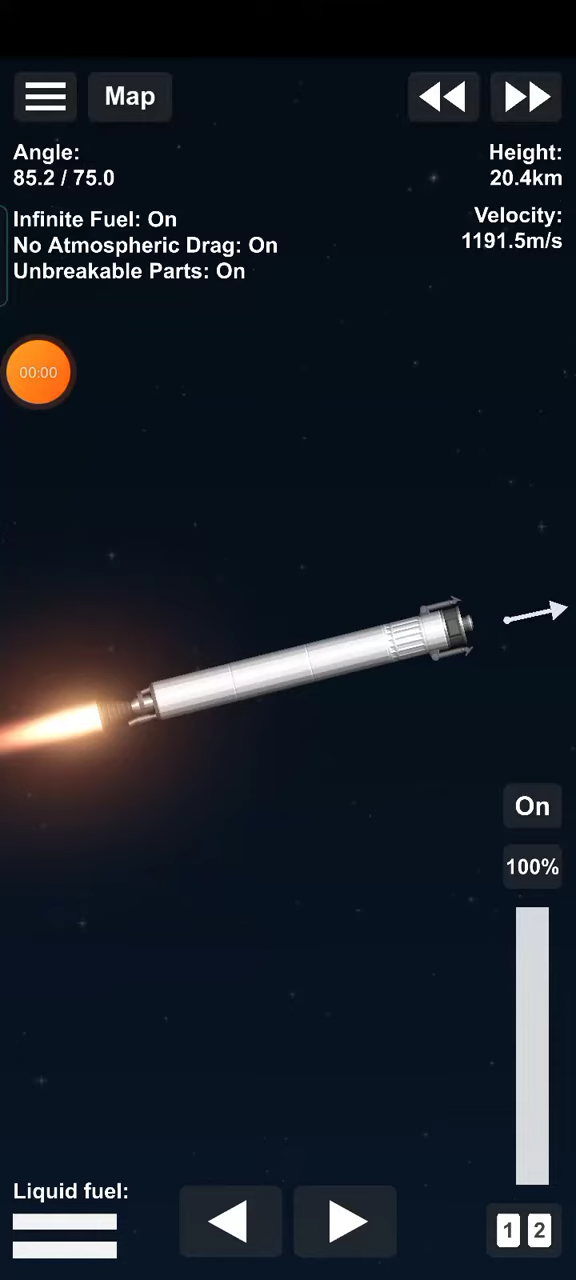 Map
Angle:
85.2 / 75.0
Height:
20.4km
Infinite Fuel: On
No Atmospheric Drag: On
Unbreakable Parts: On
Velocity:
1191.5m/s
00:00
On
100%
Liquid fuel:
1 2